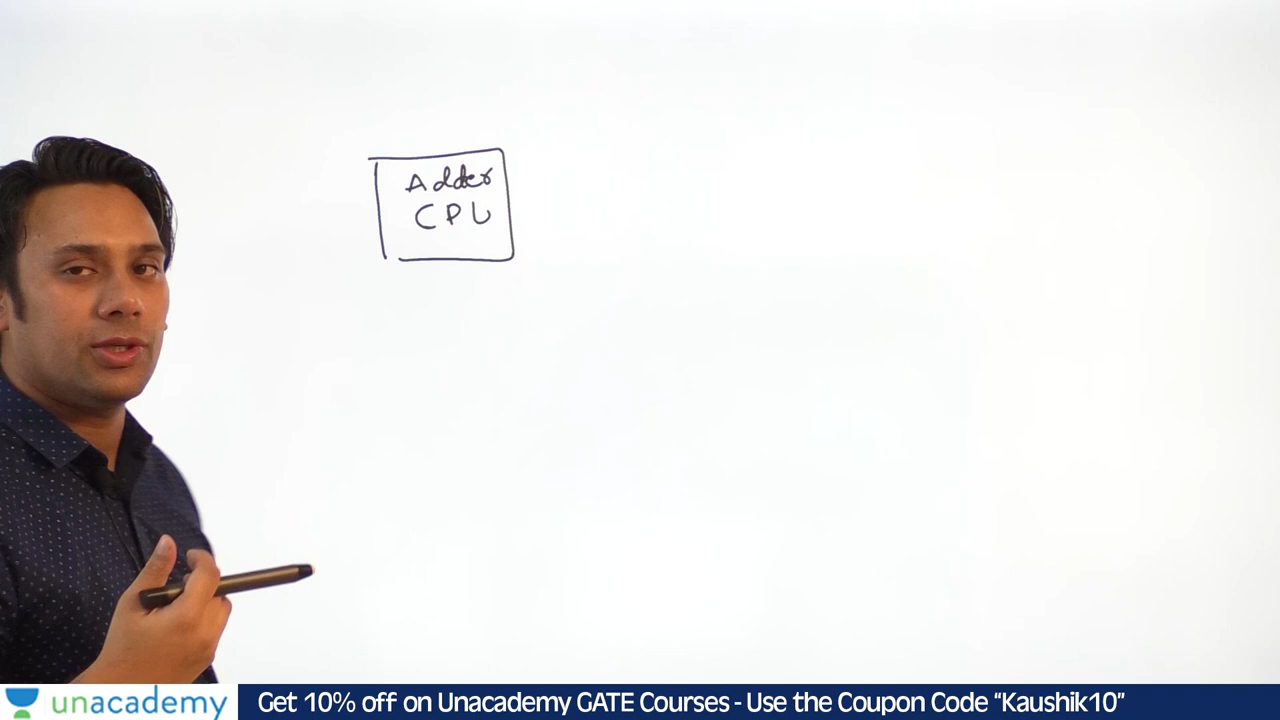 Adder
CPU
unacademy
Get 10% off on Unacademy GATE Courses - Use the Coupon Code “Kaushik10”